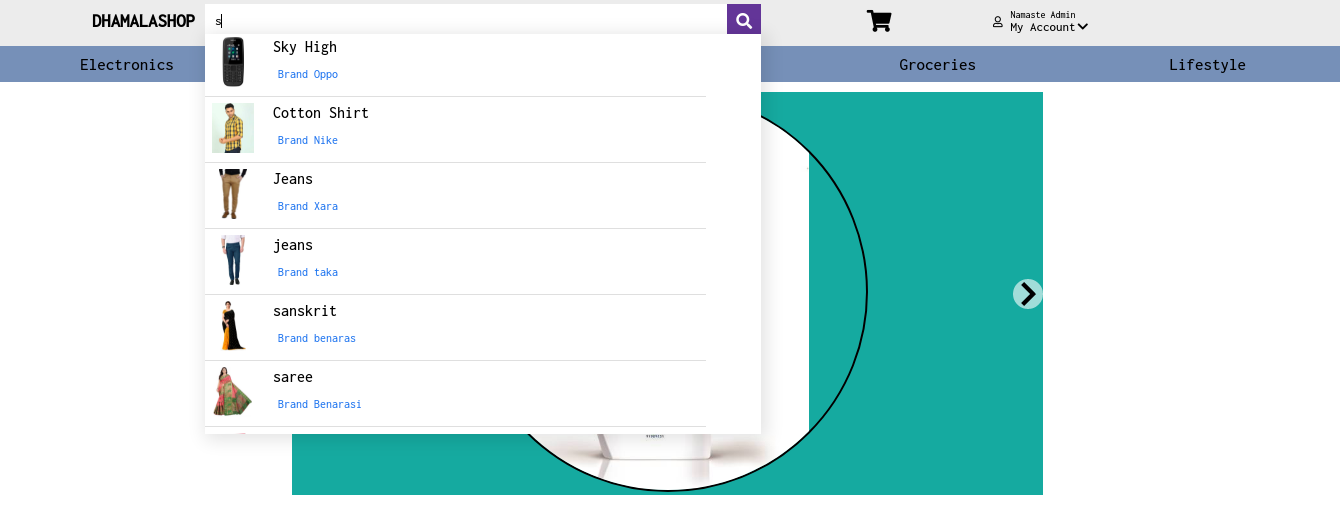 DHAMALASHOP
s
Namaste Admin
My Account
Electronics
Groceries
Lifestyle
Sky High
Brand Oppo
Cotton Shirt
Brand Nike
Jeans
Brand Xara
jeans
Brand taka
sanskrit
Brand benaras
saree
Brand Benarasi